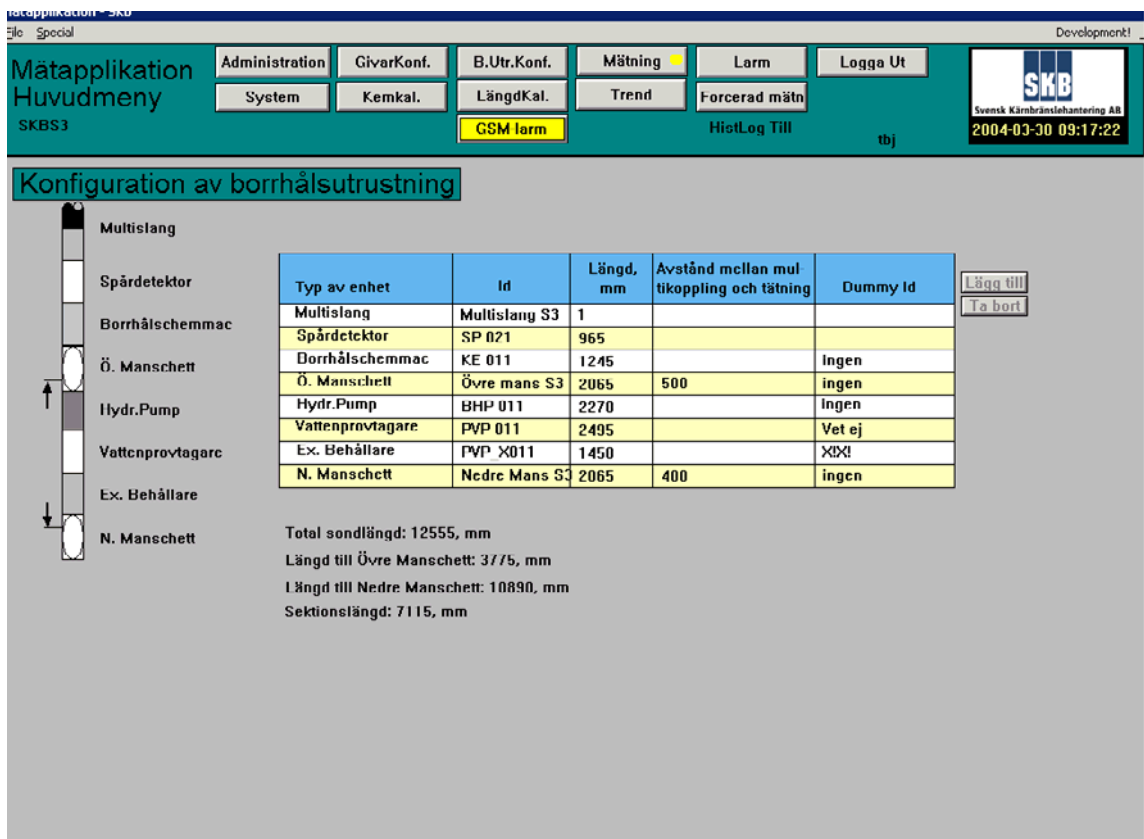 Mätapplikation - SKB
File Special Development!
Mätapplikation
Huvudmeny
SKBS3
Administration GivarKonf. B.Utr.Konf. Mätning Larm Logga Ut
System Kemkal. LängdKal. Trend Forcerad mätn
GSM-larm HistLog Till tbj
SKB
Svensk Kärnbränslehantering AB
2004-03-30 09:17:22
Konfiguration av borrhålsutrustning
Multislang
Spårdetektor
Borrhålschemmac
Ö. Manschett
Hydr.Pump
Vattenprovtagare
Ex. Behållare
N. Manschett
Typ av enhet Id Längd, mm Avstånd mellan mul-tikoppling och tätning Dummy Id
Multislang Multislang S3 1
Spårdetektor SP 021 965
Borrhålschemmac KE 011 1245 Ingen
Ö. Manschett Övre mans S3 2065 500 ingen
Hydr.Pump BHP 011 2270 Ingen
Vattenprovtagare PVP 011 2495 Vet ej
Ex. Behållare PVP_X011 1450 X!X!
N. Manschett Nedre Mans S3 2065 400 ingen
Lägg till
Ta bort
Total sondlängd: 12555, mm
Längd till Övre Manschett: 3775, mm
Längd till Nedre Manschett: 10890, mm
Sektionslängd: 7115, mm